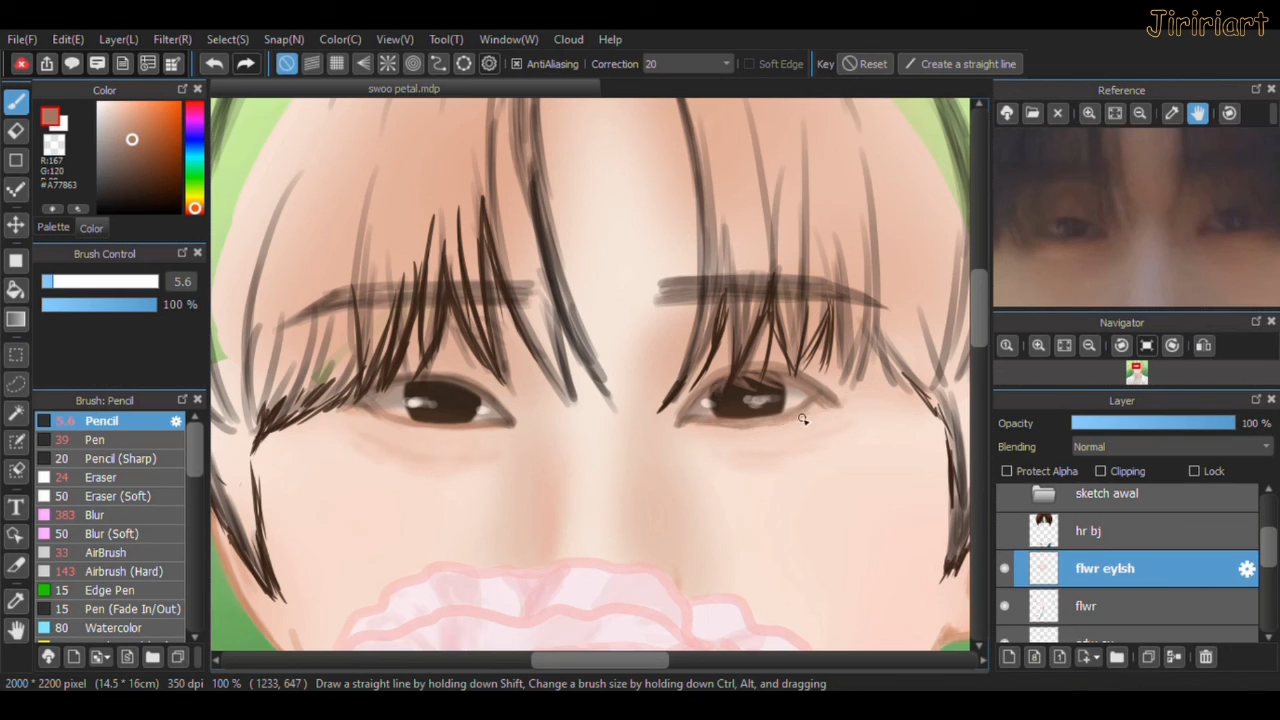 Jiririart
File(F) Edit(E) Layer(L) Filter(R) Select(S) Snap(N) Color(C) View(V) Tool(T) Window(W) Cloud Help
AntiAliasing Correction 20 Soft Edge Key Reset Create a straight line
Color
swoo petal.mdp
Reference
R:167
G:120
#A77863
Palette Color
Brush Control
5.6
100 %
Navigator
Brush: Pencil
5.6 Pencil
39 Pen
20 Pencil (Sharp)
24 Eraser
50 Eraser (Soft)
383 Blur
50 Blur (Soft)
33 AirBrush
143 Airbrush (Hard)
15 Edge Pen
15 Pen (Fade In/Out)
80 Watercolor
Layer
Opacity 100 %
Blending Normal
Protect Alpha Clipping Lock
sketch awal
hr bj
flwr eylsh
flwr
2000 * 2200 pixel (14.5 * 16cm) 350 dpi 100 % ( 1233, 647 ) Draw a straight line by holding down Shift, Change a brush size by holding down Ctrl, Alt, and dragging